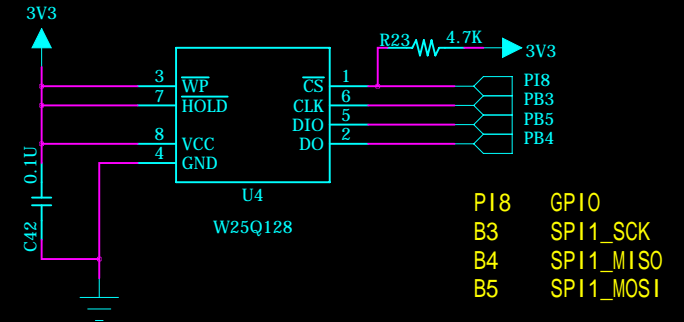 3V3
R23 4.7K 3V3
3 WP CS 1 PI8
7 HOLD CLK 6 PB3
DIO 5 PB5
8 VCC DO 2 PB4
4 GND
0.1U
C42
U4
W25Q128
PI8 GPIO
B3 SPI1_SCK
B4 SPI1_MISO
B5 SPI1_MOSI